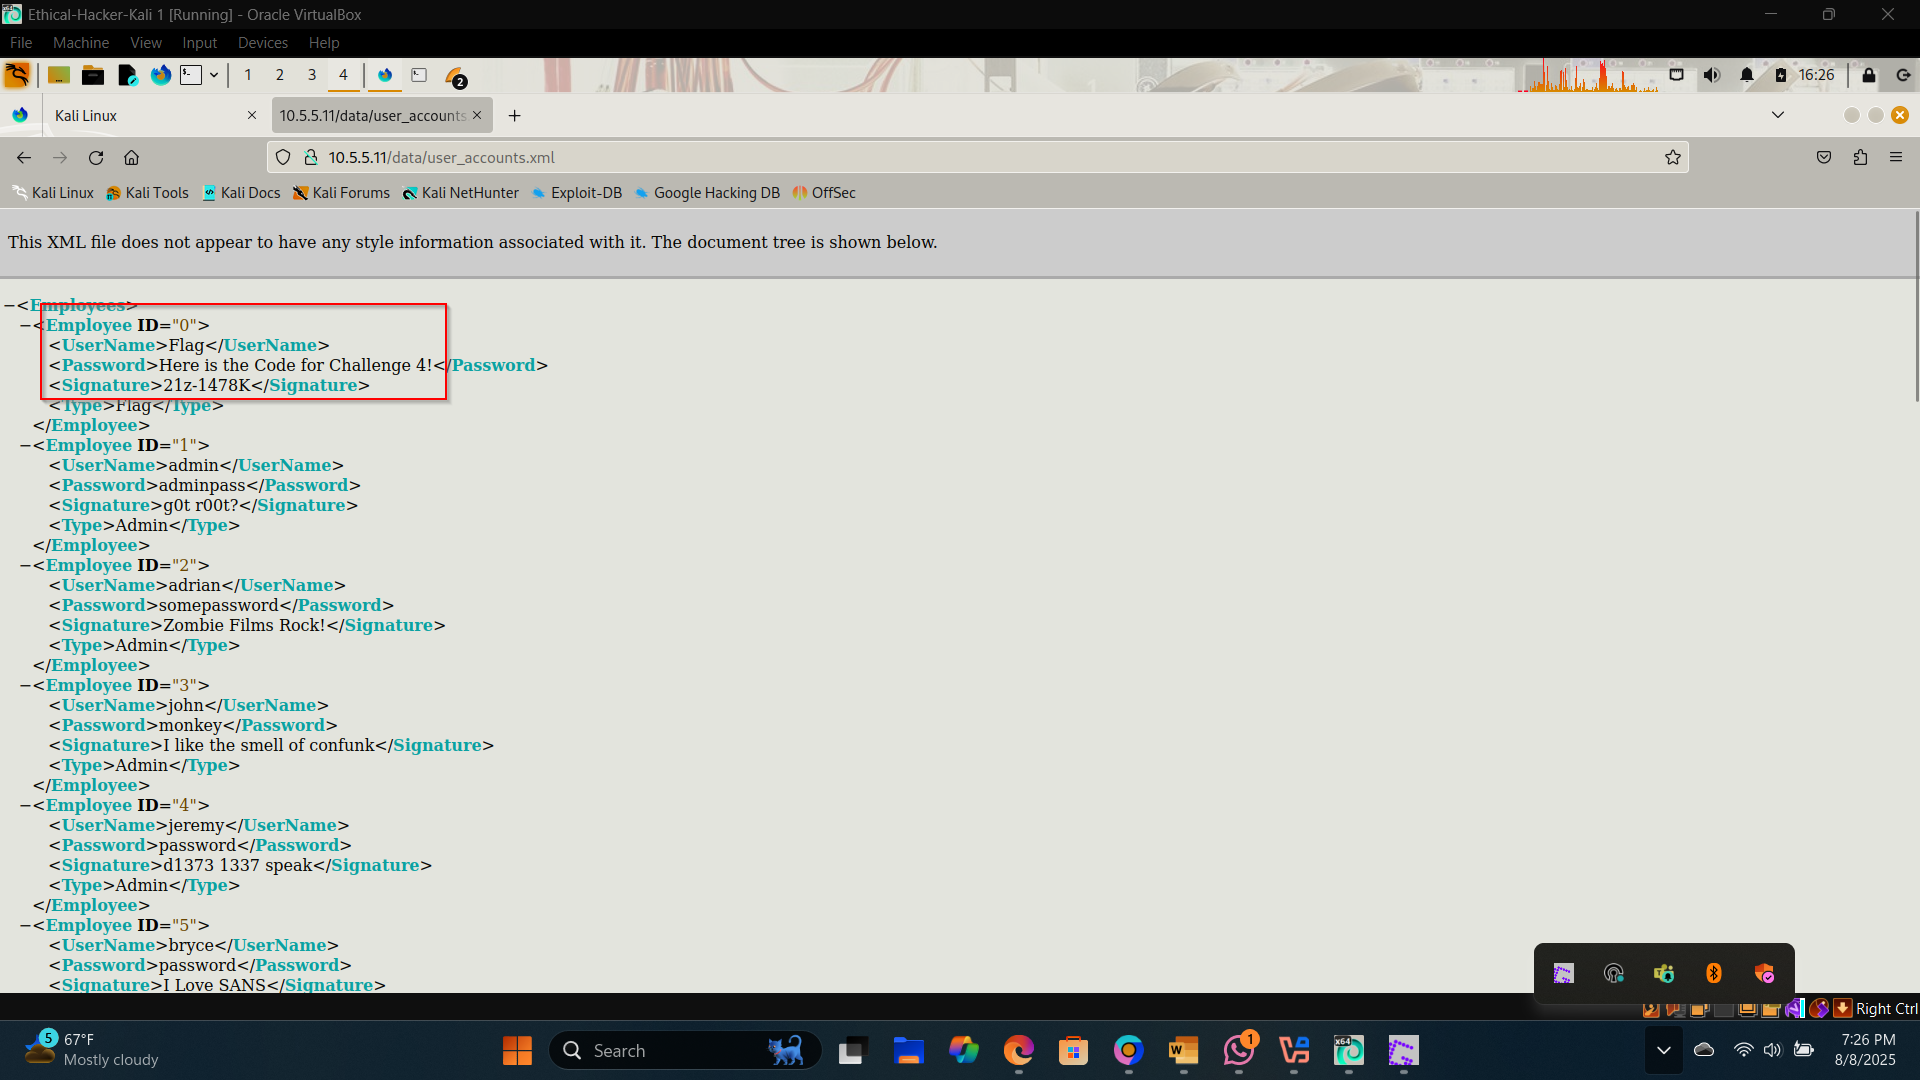 Ethical-Hacker-Kali 1 [Running] - Oracle VirtualBox
File Machine View Input Devices Help
1 2 3 4 2 16:26
Kali Linux
10.5.5.11/data/user_accounts
10.5.5.11/data/user_accounts.xml
Kali Linux Kali Tools Kali Docs Kali Forums Kali NetHunter Exploit-DB Google Hacking DB OffSec
This XML file does not appear to have any style information associated with it. The document tree is shown below.
−<Employees>
−<Employee ID="0">
<UserName>Flag</UserName>
<Password>Here is the Code for Challenge 4!</Password>
<Signature>21z-1478K</Signature>
<Type>Flag</Type>
</Employee>
−<Employee ID="1">
<UserName>admin</UserName>
<Password>adminpass</Password>
<Signature>g0t r00t?</Signature>
<Type>Admin</Type>
</Employee>
−<Employee ID="2">
<UserName>adrian</UserName>
<Password>somepassword</Password>
<Signature>Zombie Films Rock!</Signature>
<Type>Admin</Type>
</Employee>
−<Employee ID="3">
<UserName>john</UserName>
<Password>monkey</Password>
<Signature>I like the smell of confunk</Signature>
<Type>Admin</Type>
</Employee>
−<Employee ID="4">
<UserName>jeremy</UserName>
<Password>password</Password>
<Signature>d1373 1337 speak</Signature>
<Type>Admin</Type>
</Employee>
−<Employee ID="5">
<UserName>bryce</UserName>
<Password>password</Password>
<Signature>I Love SANS</Signature>
Right Ctrl
5 67°F
Mostly cloudy
Search
1
x64
7:26 PM
8/8/2025